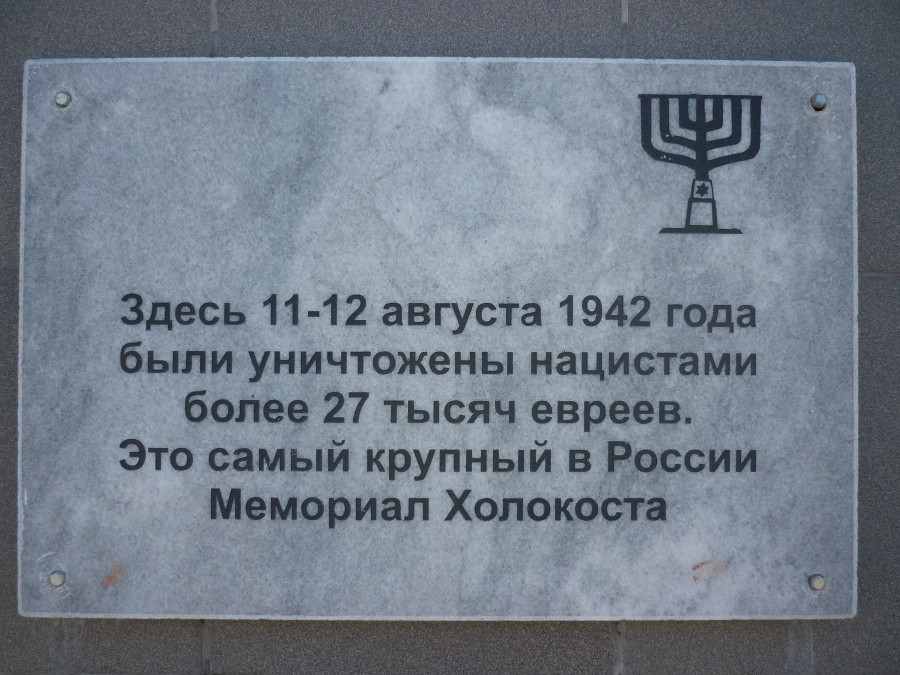 Здесь 11-12 августа 1942 года
были уничтожены нацистами
более 27 тысяч евреев.
Это самый крупный в России
Мемориал Холокоста